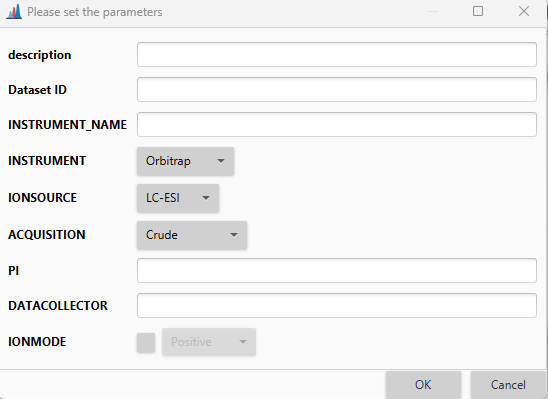 Please set the parameters
description
Dataset ID
INSTRUMENT_NAME
INSTRUMENT Orbitrap
IONSOURCE LC-ESI
ACQUISITION Crude
PI
DATACOLLECTOR
IONMODE Positive
OK Cancel